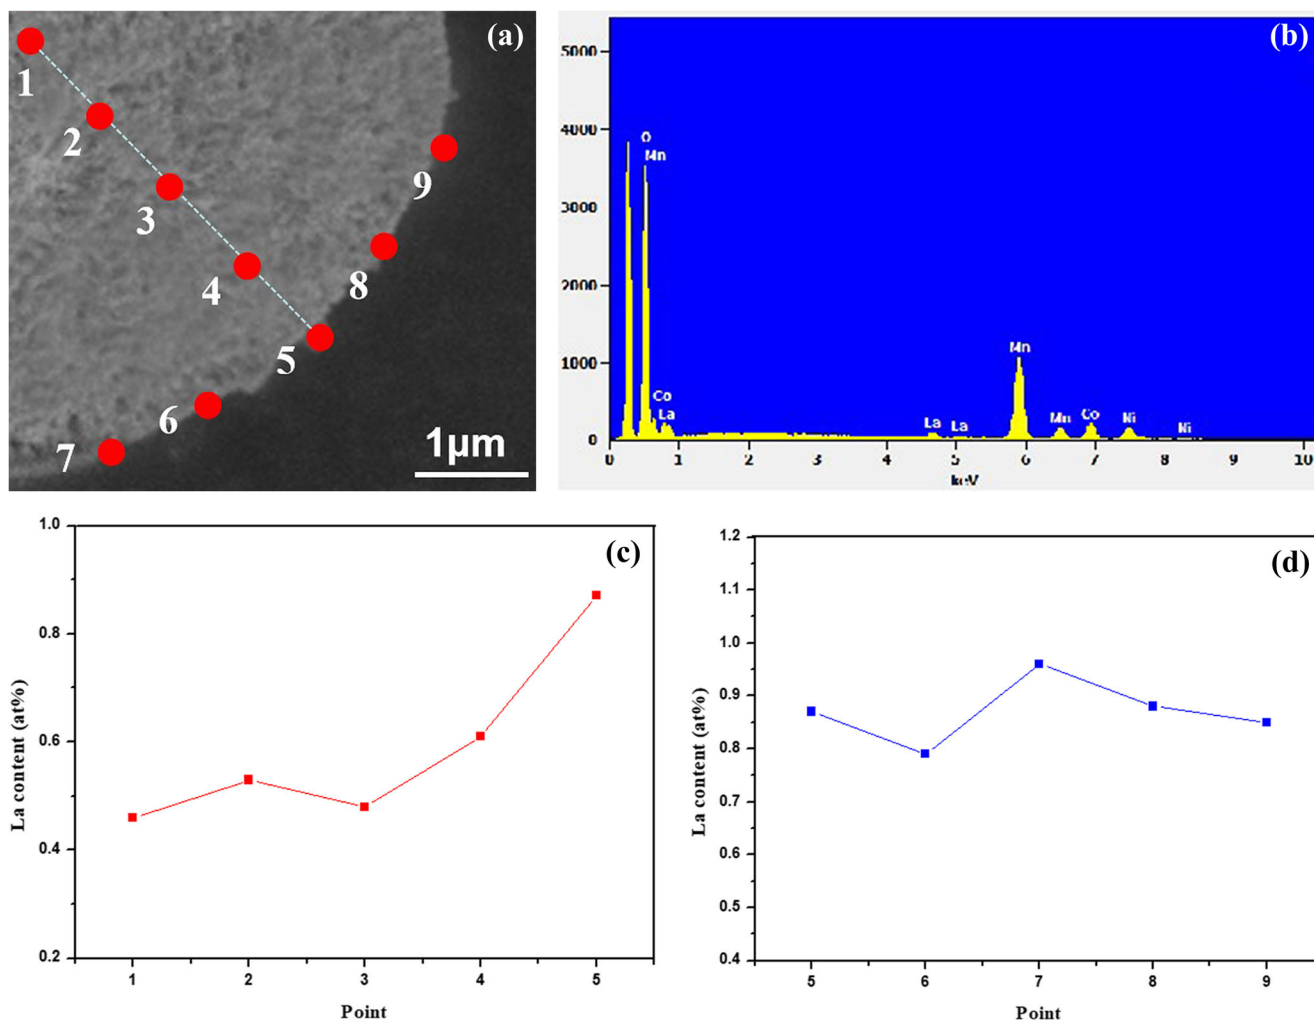 (a)
1
2
3
4
5
6
7
8
9
1μm
(b)
5000
4000
3000
2000
1000
0
O
Mn
Co
La
La
La
Mn
Mn
Co
Ni
Ni
0 1 2 3 4 5 6 7 8 9 10
keV
(c)
La content (at%)
1.0
0.8
0.6
0.4
0.2
1 2 3 4 5
Point
(d)
La content (at%)
1.2
1.1
1.0
0.9
0.8
0.7
0.6
0.5
0.4
5 6 7 8 9
Point